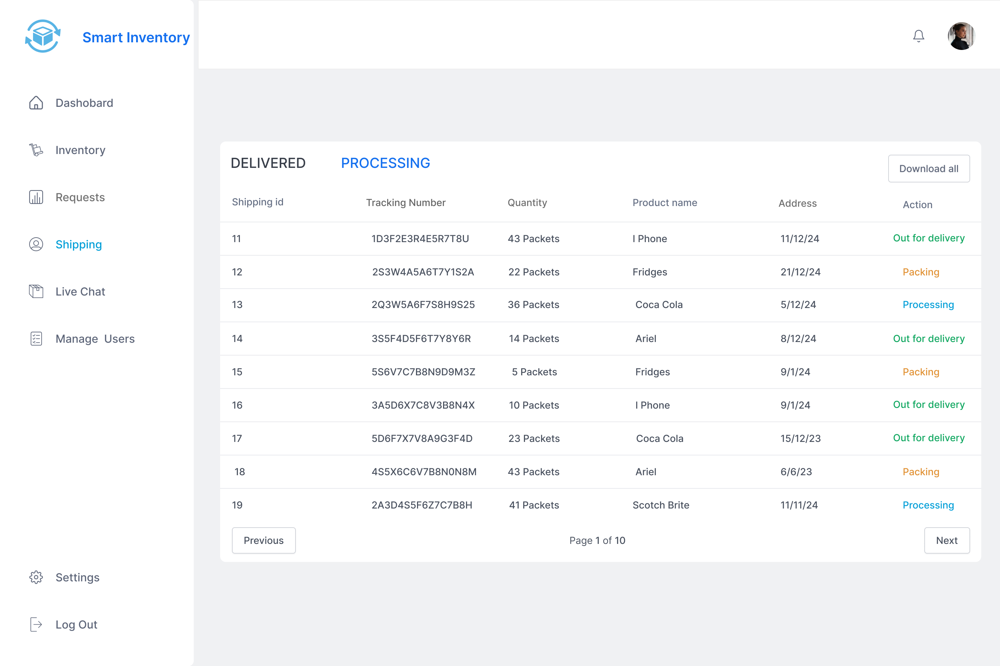 Smart Inventory
Dashobard
Inventory
Requests
Shipping
Live Chat
Manage Users
Settings
Log Out
DELIVERED PROCESSING Download all
Shipping id Tracking Number Quantity Product name Address Action
11 1D3F2E3R4E5R7T8U 43 Packets I Phone 11/12/24 Out for delivery
12 2S3W4A5A6T7Y1S2A 22 Packets Fridges 21/12/24 Packing
13 2Q3W5A6F7S8H9S25 36 Packets Coca Cola 5/12/24 Processing
14 3S5F4D5F6T7Y8Y6R 14 Packets Ariel 8/12/24 Out for delivery
15 5S6V7C7B8N9D9M3Z 5 Packets Fridges 9/1/24 Packing
16 3A5D6X7C8V3B8N4X 10 Packets I Phone 9/1/24 Out for delivery
17 5D6F7X7V8A9G3F4D 23 Packets Coca Cola 15/12/23 Out for delivery
18 4S5X6C6V7B8N0N8M 43 Packets Ariel 6/6/23 Packing
19 2A3D4S5F6Z7C7B8H 41 Packets Scotch Brite 11/11/24 Processing
Previous Page 1 of 10 Next